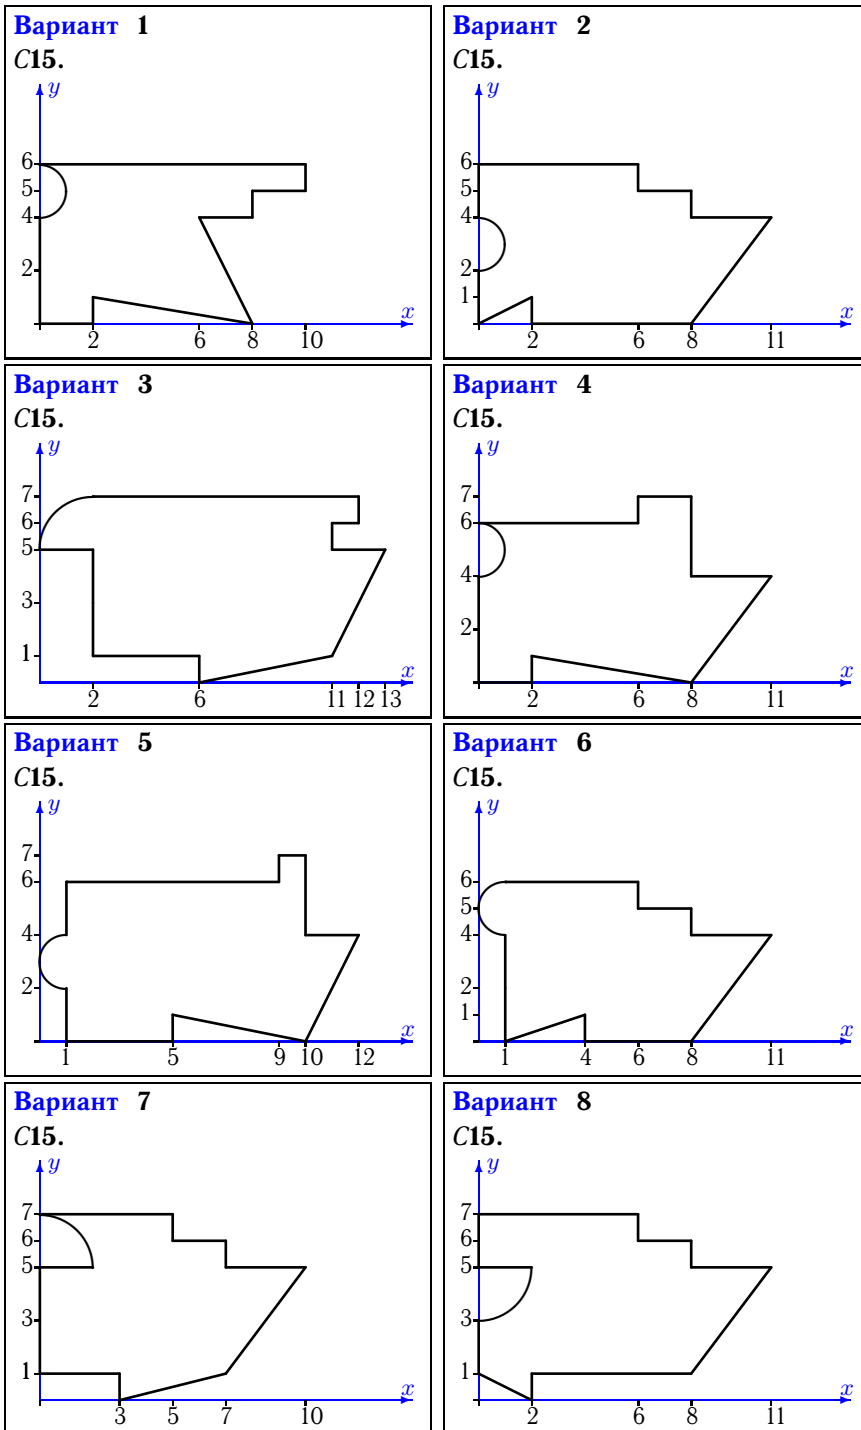 Вариант 1
C15.
y
6
5
4
2
x
2 6 8 10
Вариант 2
C15.
y
6
5
4
2
1
x
2 6 8 11
Вариант 3
C15.
y
7
6
5
3
1
x
2 6 11 12 13
Вариант 4
C15.
y
7
6
4
2
x
2 6 8 11
Вариант 5
C15.
y
7
6
4
2
x
1 5 9 10 12
Вариант 6
C15.
y
6
5
4
2
1
x
1 4 6 8 11
Вариант 7
C15.
y
7
6
5
3
1
x
3 5 7 10
Вариант 8
C15.
y
7
6
5
3
1
x
2 6 8 11